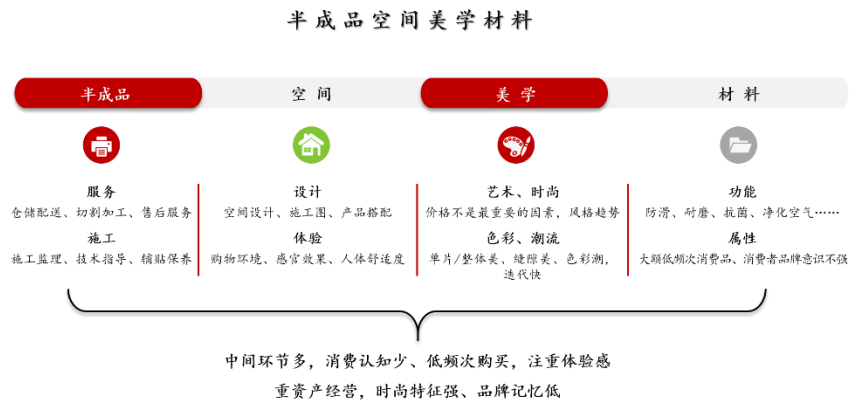 半成品空间美学材料
半成品 空间 美学 材料
服务 设计 艺术、时尚 功能
仓储配送、切割加工、售后服务 空间设计、施工图、产品搭配 价格不是最重要的因素，风格趋势 防滑、耐磨、抗菌、净化空气……
施工 体验 色彩、潮流 属性
施工监理、技术指导、铺贴保养 购物环境、感官效果、人体舒适度 单片/整体美、缝隙美、色彩潮， 大额低频次消费品、消费者品牌意识不强
迭代快
中间环节多，消费认知少、低频次购买，注重体验感
重资产经营，时尚特征强、品牌记忆低